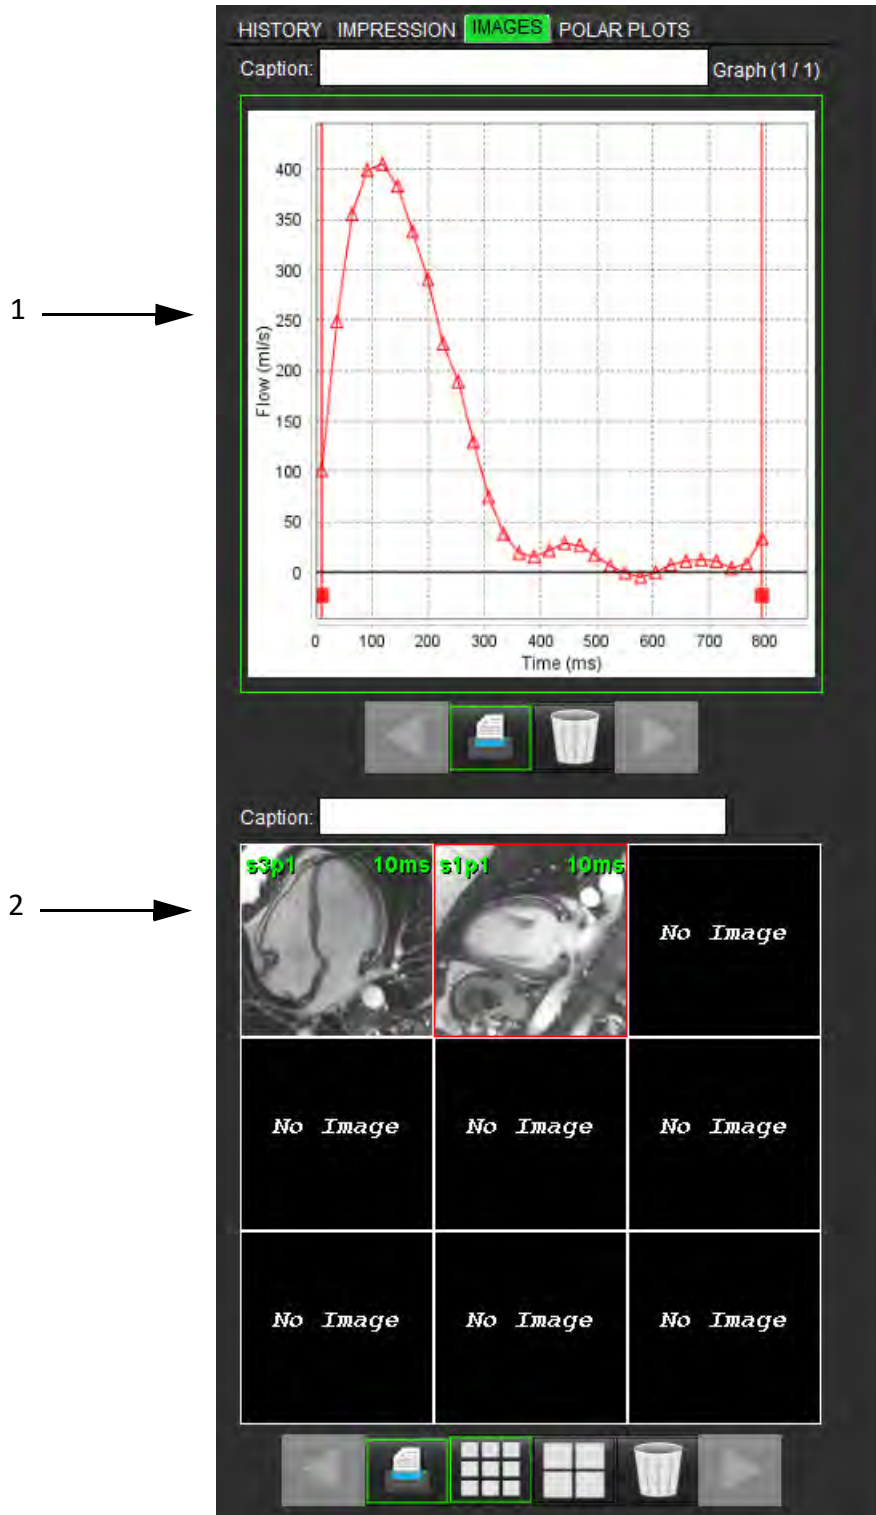 HISTORY IMPRESSION IMAGES POLAR PLOTS
Caption: Graph (1 / 1)
400
350
300
1
250
Flow (ml/s)
200
150
100
50
0
0 100 200 300 400 500 600 700 800
Time (ms)
Caption:
s3p1 10ms s1p1 10ms
2
No Image
No Image No Image No Image
No Image No Image No Image